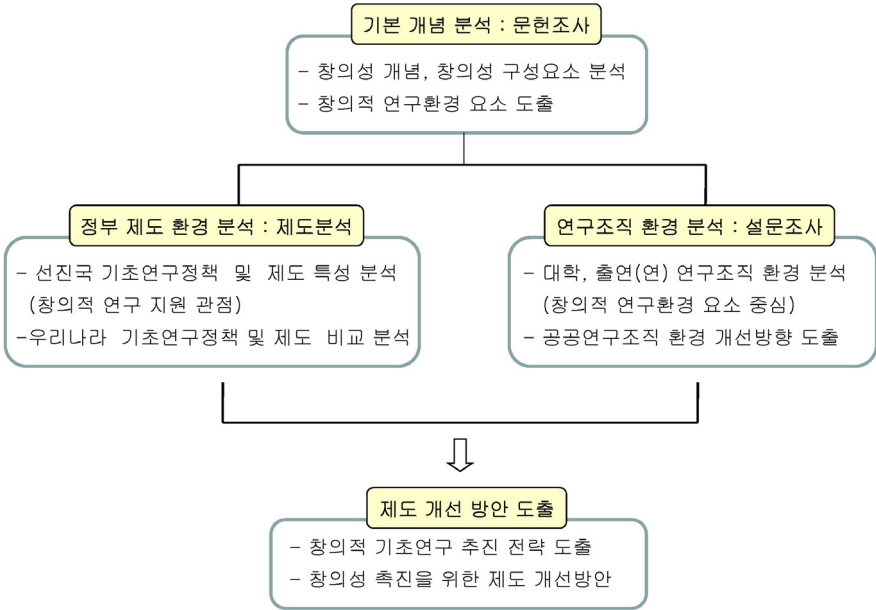 기본 개념 분석 : 문헌조사
- 창의성 개념, 창의성 구성요소 분석
- 창의적 연구환경 요소 도출
정부 제도 환경 분석 : 제도분석
- 선진국 기초연구정책 및 제도 특성 분석
(창의적 연구 지원 관점)
-우리나라 기초연구정책 및 제도 비교 분석
연구조직 환경 분석 : 설문조사
- 대학, 출연(연) 연구조직 환경 분석
(창의적 연구환경 요소 중심)
- 공공연구조직 환경 개선방향 도출
제도 개선 방안 도출
- 창의적 기초연구 추진 전략 도출
- 창의성 촉진을 위한 제도 개선방안